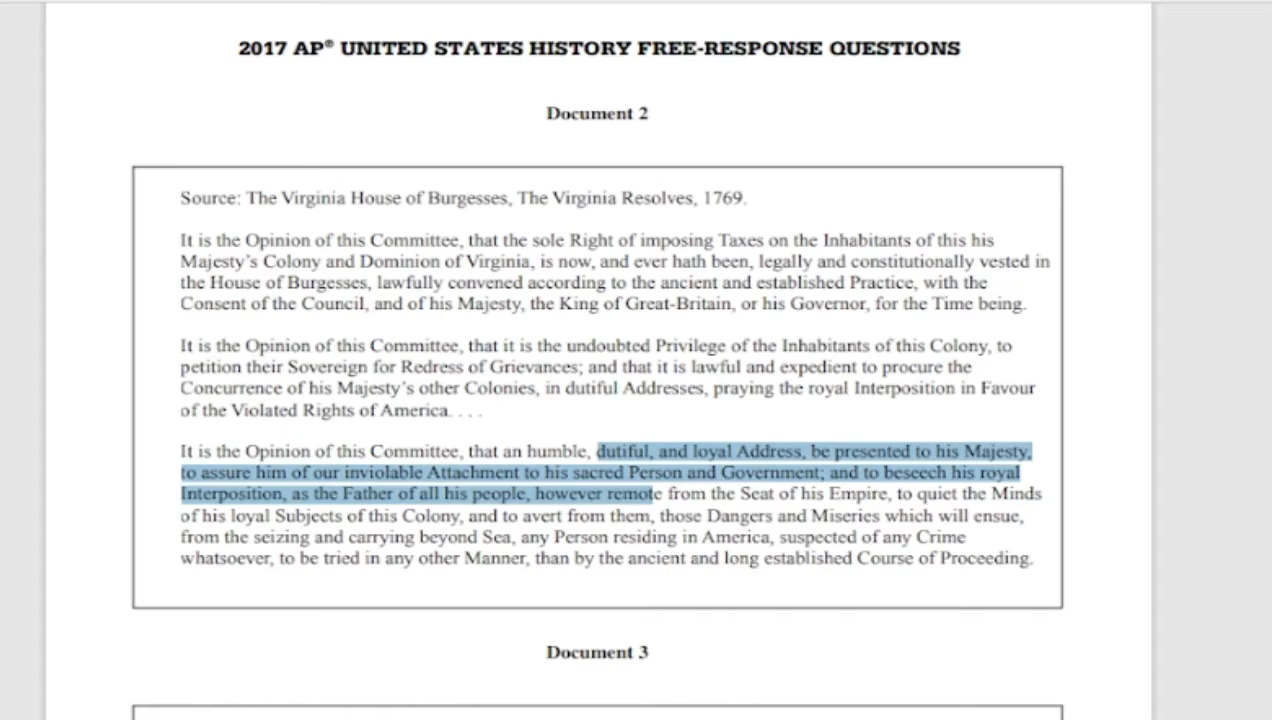 2017 AP® UNITED STATES HISTORY FREE-RESPONSE QUESTIONS
Document 2
Source: The Virginia House of Burgesses, The Virginia Resolves, 1769.
It is the Opinion of this Committee, that the sole Right of imposing Taxes on the Inhabitants of this his
Majesty's Colony and Dominion of Virginia, is now, and ever hath been, legally and constitutionally vested in
the House of Burgesses, lawfully convened according to the ancient and established Practice, with the
Consent of the Council, and of his Majesty, the King of Great-Britain, or his Governor, for the Time being.
It is the Opinion of this Committee, that it is the undoubted Privilege of the Inhabitants of this Colony, to
petition their Sovereign for Redress of Grievances; and that it is lawful and expedient to procure the
Concurrence of his Majesty's other Colonies, in dutiful Addresses, praying the royal Interposition in Favour
of the Violated Rights of America. . . .
It is the Opinion of this Committee, that an humble, dutiful, and loyal Address, be presented to his Majesty,
to assure him of our inviolable Attachment to his sacred Person and Government; and to beseech his royal
Interposition, as the Father of all his people, however remote from the Seat of his Empire, to quiet the Minds
of his loyal Subjects of this Colony, and to avert from them, those Dangers and Miseries which will ensue,
from the seizing and carrying beyond Sea, any Person residing in America, suspected of any Crime
whatsoever, to be tried in any other Manner, than by the ancient and long established Course of Proceeding.
Document 3